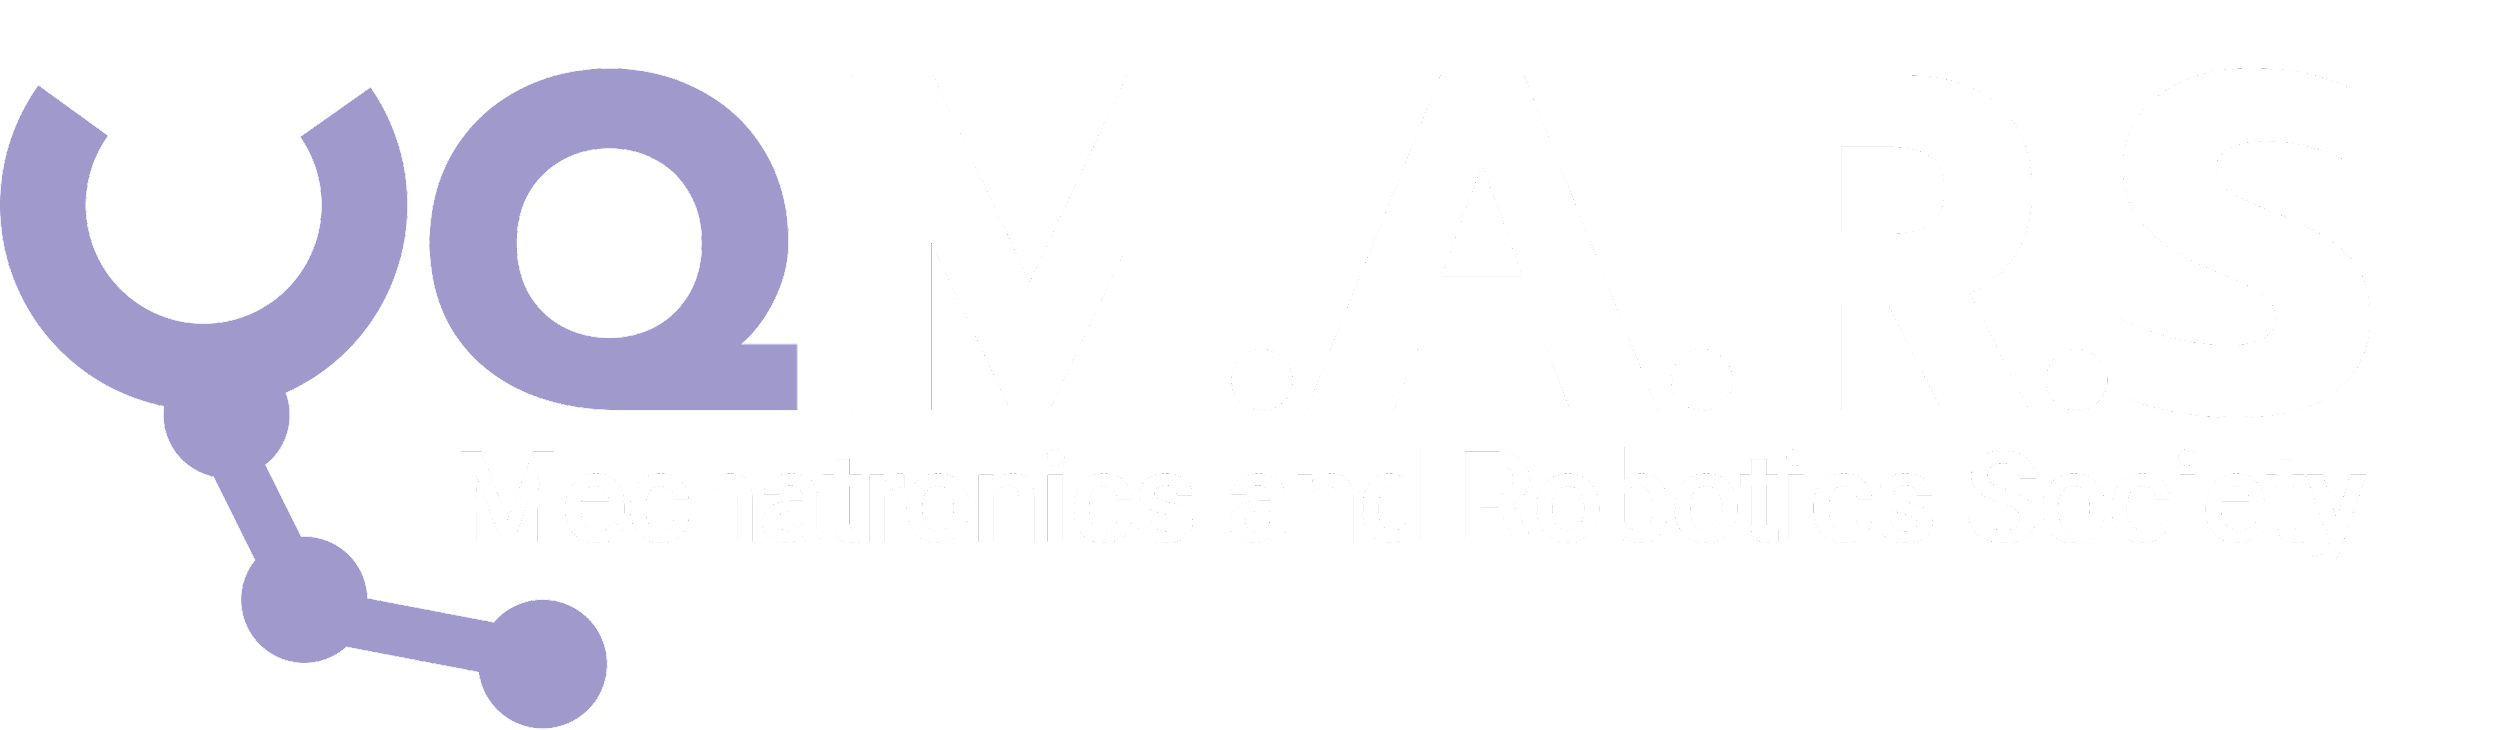 UQ M.A.R.S
Mechatronics and Robotics Society